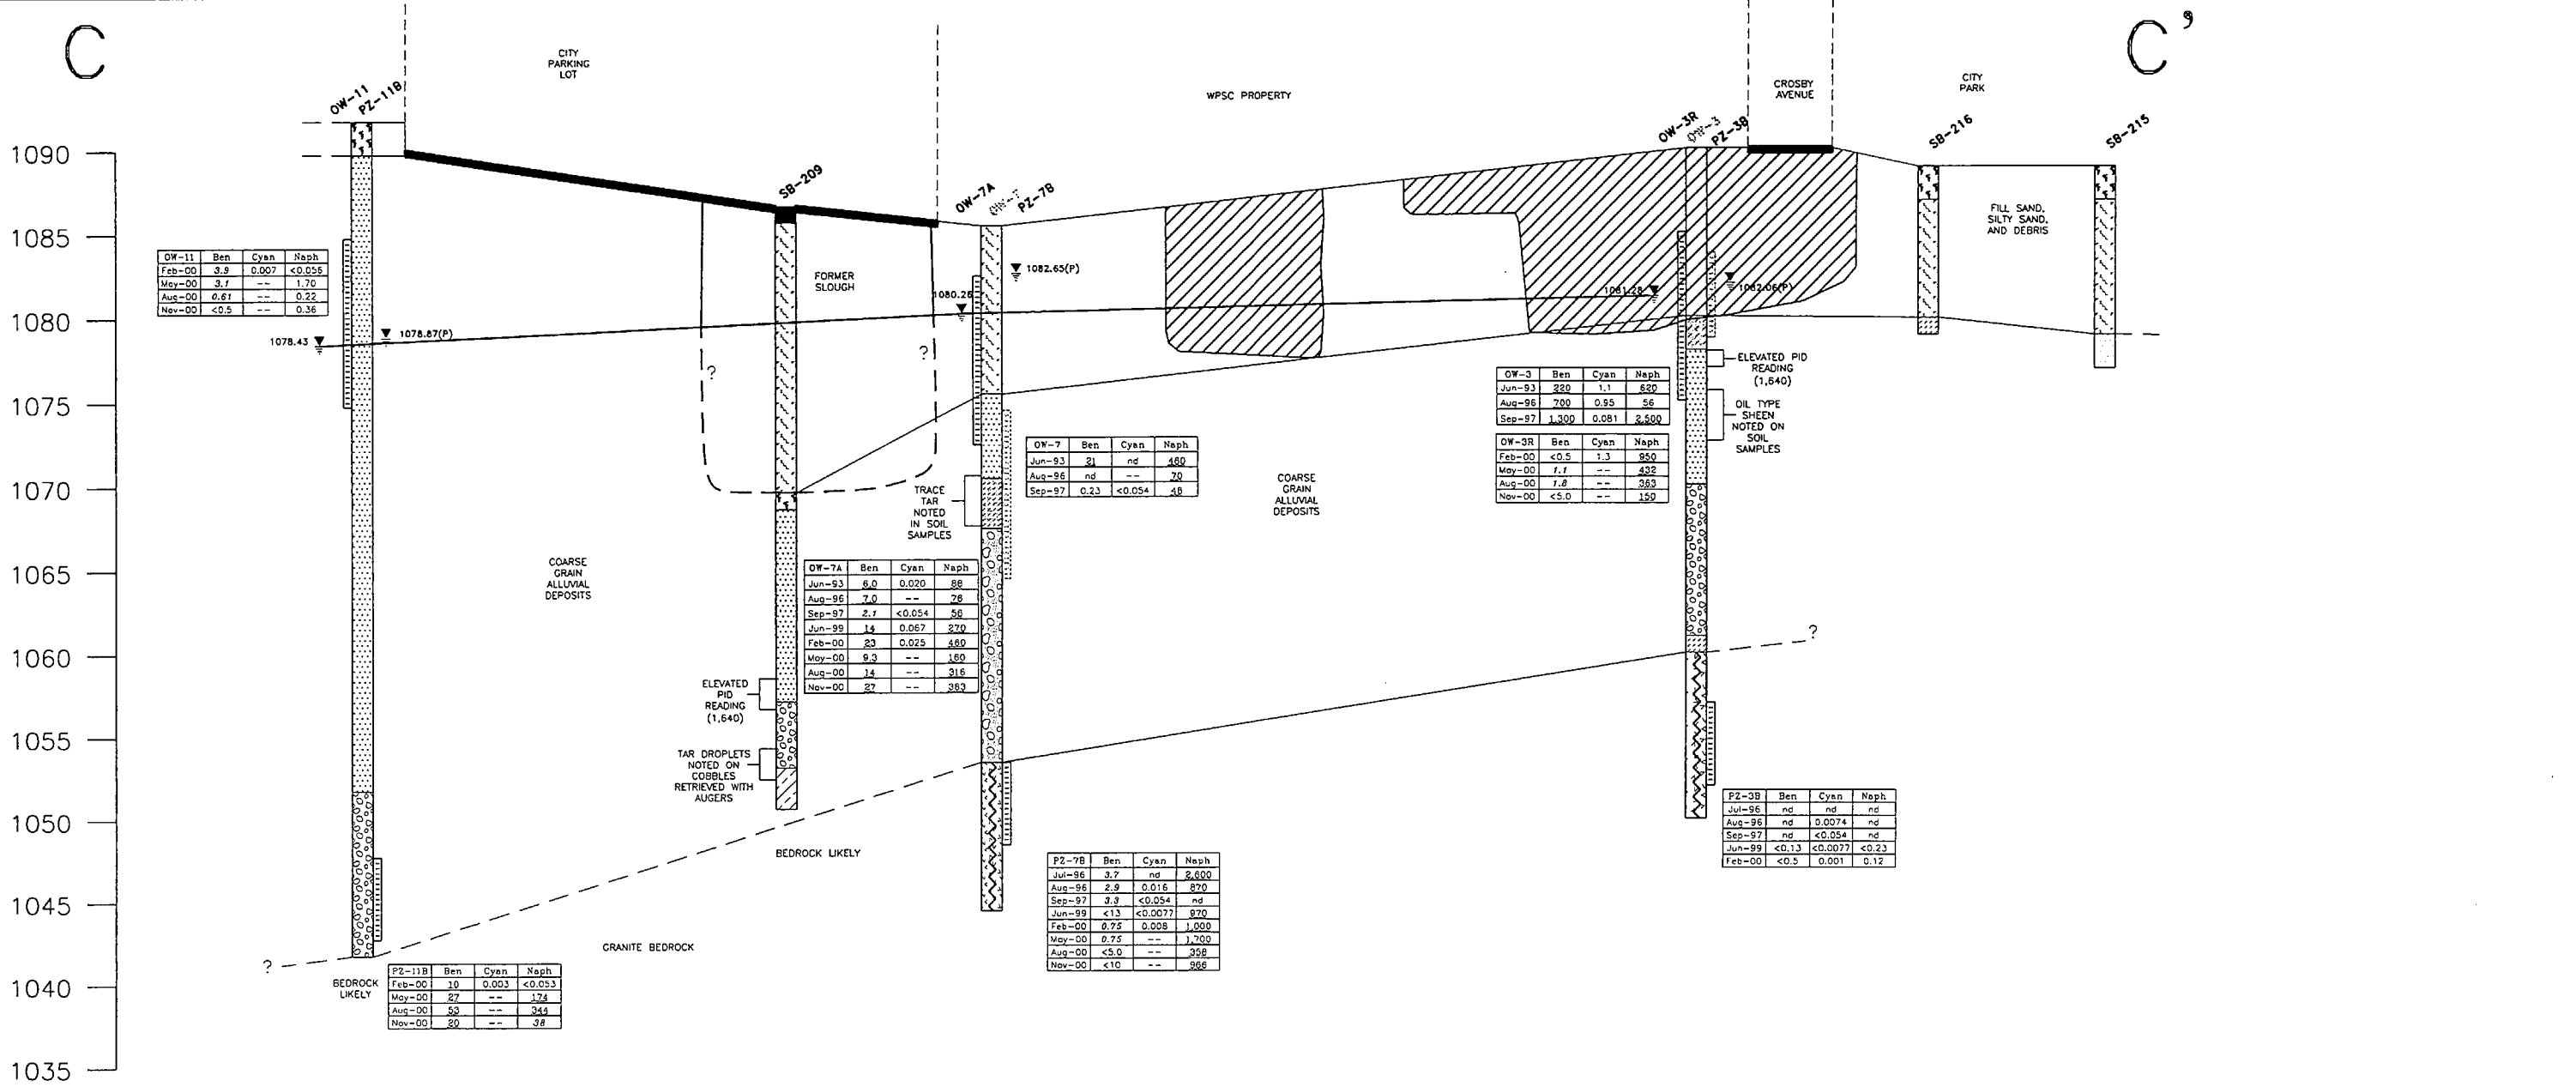 C
C'
CITY
PARKING
LOT
WPSC PROPERTY
CROSBY
AVENUE
CITY
PARK
OW-11
PZ-11B
SB-209
OW-7A
OW-7
PZ-7B
OW-3R
OW-3
PZ-3B
SB-216
SB-215
1090
1085
1080
1075
1070
1065
1060
1055
1050
1045
1040
1035
FILL SAND,
SILTY SAND,
AND DEBRIS
FORMER
SLOUGH
1082.65(P)
1080.26
1081.28
1082.06(P)
1078.43
1078.87(P)
?
?
OW-11 Ben Cyan Naph
Feb-00 3.9 0.007 <0.056
May-00 3.1 -- 1.70
Aug-00 0.61 -- 0.22
Nov-00 <0.5 -- 0.36
ELEVATED PID
READING
(1,640)
OIL TYPE
SHEEN
NOTED ON
SOIL
SAMPLES
OW-3 Ben Cyan Naph
Jun-93 220 1.1 620
Aug-96 700 0.95 56
Sep-97 1,300 0.081 2,500
OW-3R Ben Cyan Naph
Feb-00 <0.5 1.3 950
May-00 1.1 -- 432
Aug-00 1.8 -- 363
Nov-00 <5.0 -- 150
OW-7 Ben Cyan Naph
Jun-93 21 nd 460
Aug-96 nd -- 70
Sep-97 0.23 <0.054 48
TRACE
TAR
NOTED
IN SOIL
SAMPLES
COARSE
GRAIN
ALLUVIAL
DEPOSITS
COARSE
GRAIN
ALLUVIAL
DEPOSITS
OW-7A Ben Cyan Naph
Jun-93 6.0 0.020 88
Aug-96 7.0 -- 76
Sep-97 2.1 <0.054 56
Jun-99 14 0.067 270
Feb-00 23 0.025 460
May-00 9.3 -- 160
Aug-00 14 -- 316
Nov-00 27 -- 363
?
ELEVATED
PID
READING
(1,640)
TAR DROPLETS
NOTED ON
COBBLES
RETRIEVED WITH
AUGERS
BEDROCK LIKELY
GRANITE BEDROCK
?
BEDROCK
LIKELY
PZ-3B Ben Cyan Naph
Jul-96 nd nd nd
Aug-96 nd 0.0074 nd
Sep-97 nd <0.054 nd
Jun-99 <0.13 <0.0077 <0.23
Feb-00 <0.5 0.001 0.12
PZ-7B Ben Cyan Naph
Jul-96 3.7 nd 2,600
Aug-96 2.9 0.016 870
Sep-97 3.3 <0.054 nd
Jun-99 <13 <0.0077 970
Feb-00 0.75 0.008 1,000
May-00 0.75 -- 1,700
Aug-00 <5.0 -- 358
Nov-00 <10 -- 966
PZ-11B Ben Cyan Naph
Feb-00 10 0.003 <0.053
May-00 27 -- 174
Aug-00 53 -- 344
Nov-00 20 -- 38